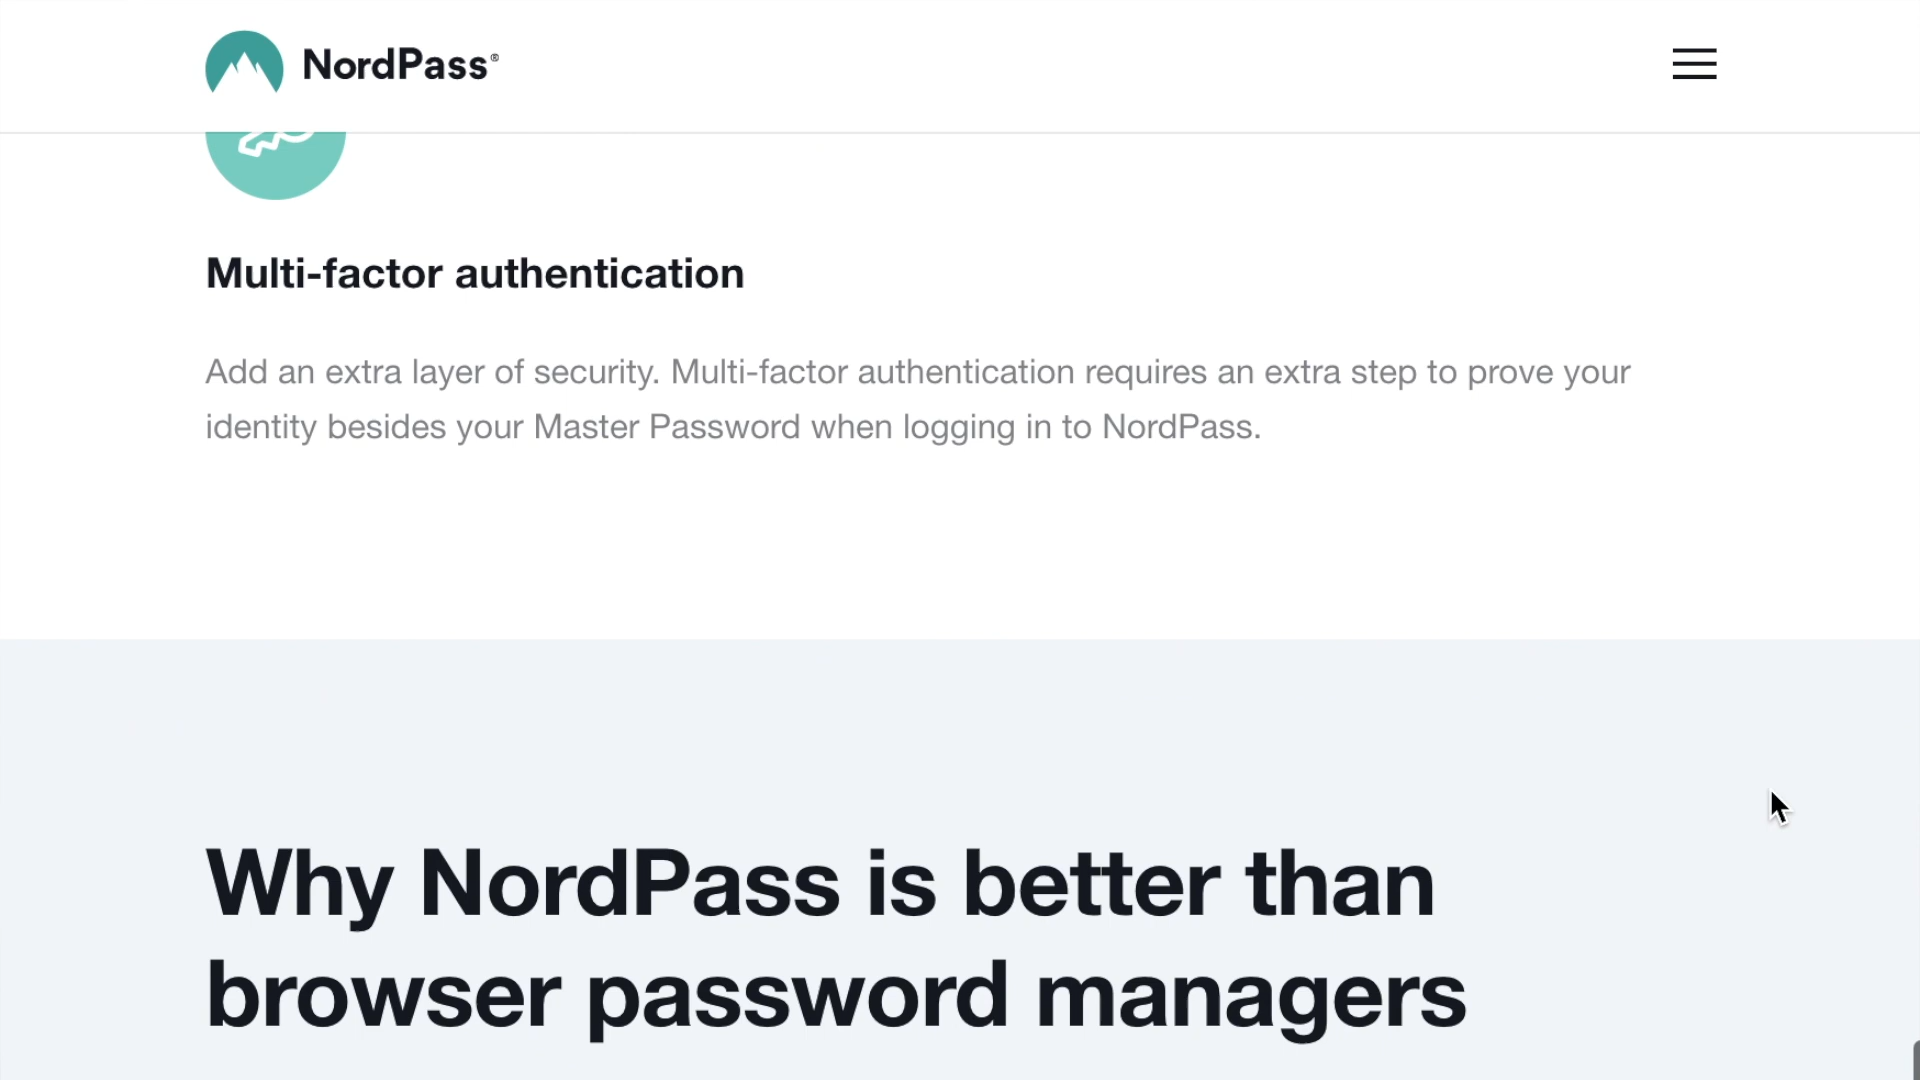 NordPass®
Multi-factor authentication
Add an extra layer of security. Multi-factor authentication requires an extra step to prove your
identity besides your Master Password when logging in to NordPass.
Why NordPass is better than
browser password managers